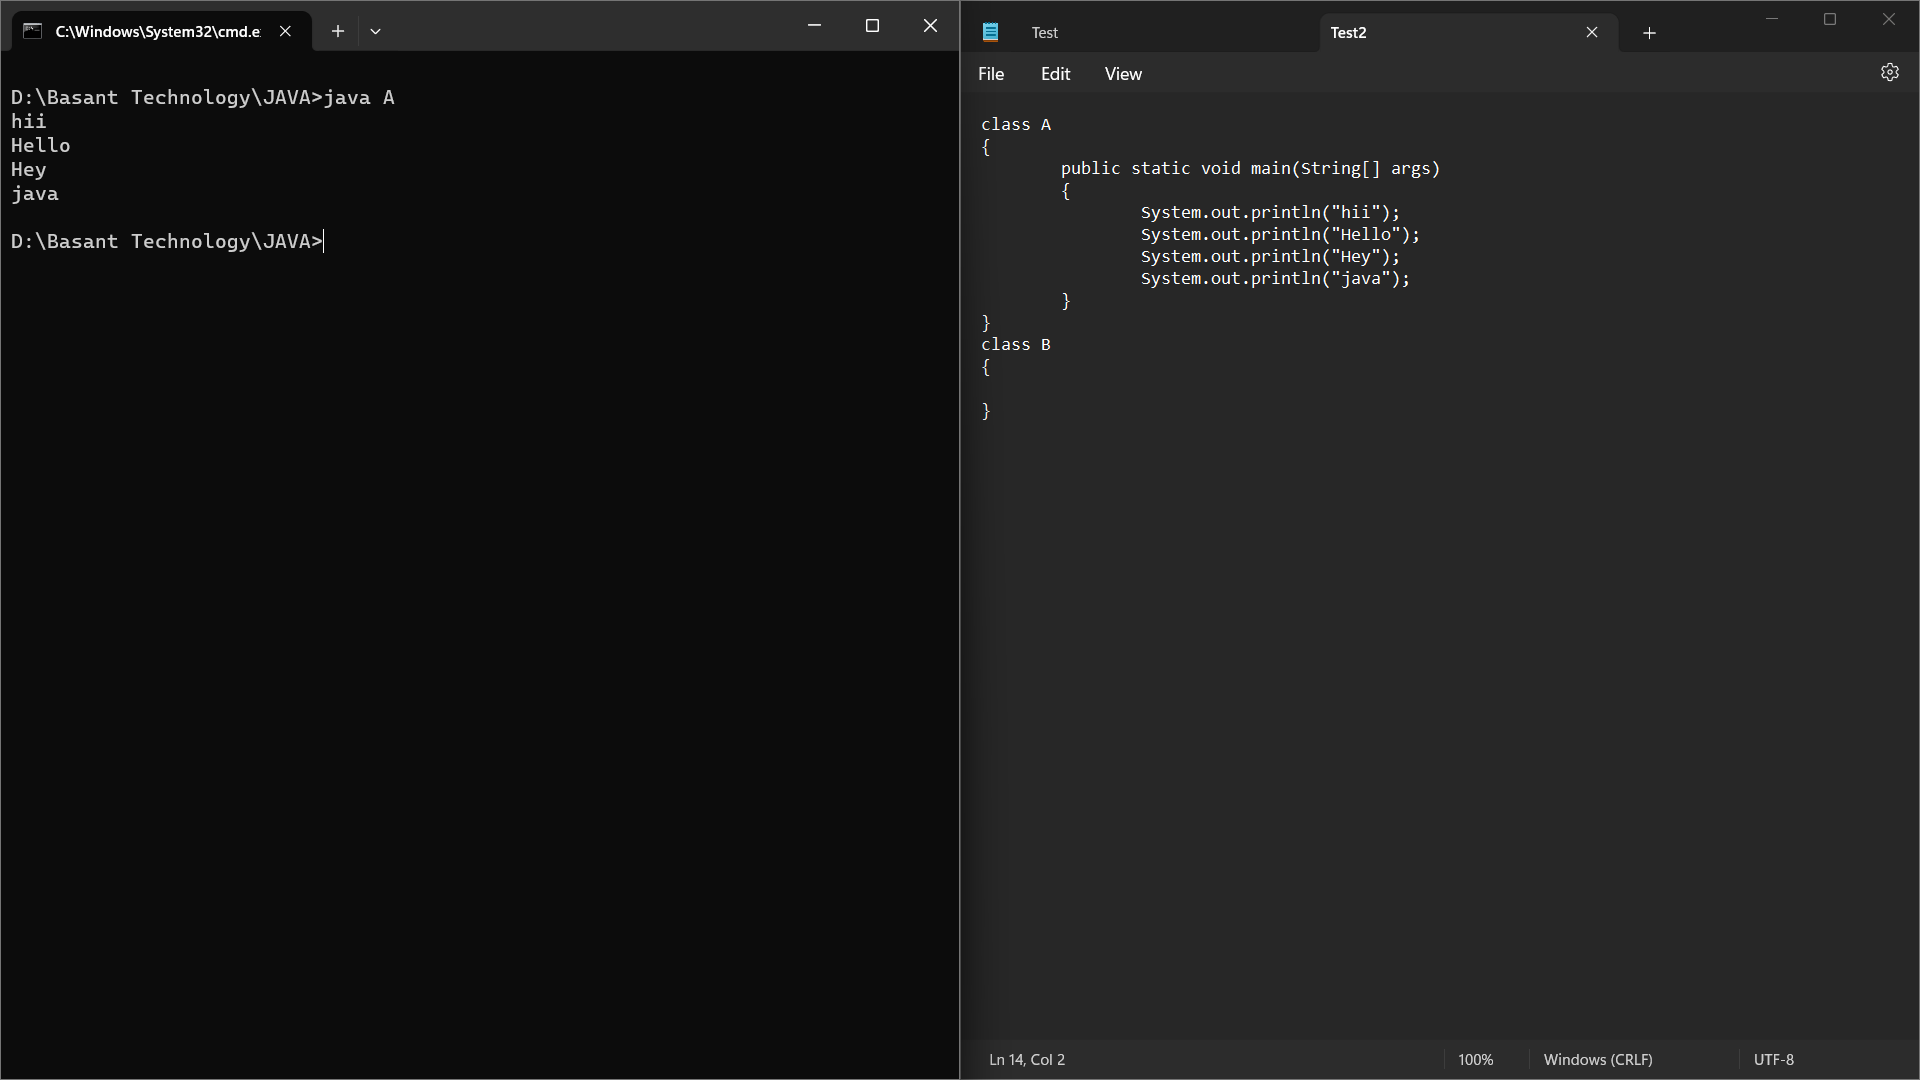 C:\Windows\System32\cmd.e
D:\Basant Technology\JAVA>java A
hii
Hello
Hey
java
D:\Basant Technology\JAVA>
Test
Test2
File Edit View
class A
{
public static void main(String[] args)
{
System.out.println("hii");
System.out.println("Hello");
System.out.println("Hey");
System.out.println("java");
}
}
class B
{
}
Ln 14, Col 2
100%
Windows (CRLF)
UTF-8